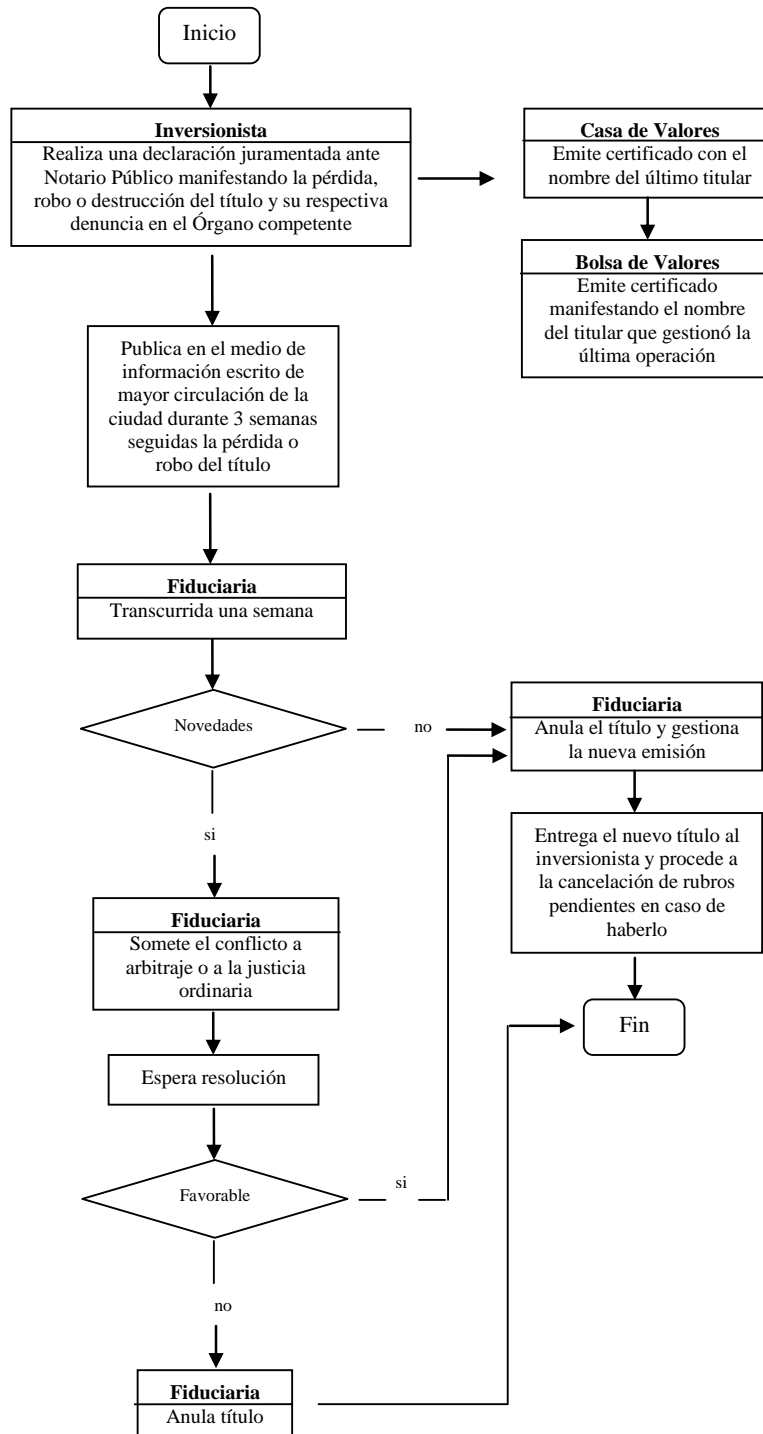 Inicio
Inversionista
Realiza una declaración juramentada ante
Notario Público manifestando la pérdida,
robo o destrucción del título y su respectiva
denuncia en el Órgano competente
Casa de Valores
Emite certificado con el
nombre del último titular
Bolsa de Valores
Emite certificado
manifestando el nombre
del titular que gestionó la
última operación
Publica en el medio de
información escrito de
mayor circulación de la
ciudad durante 3 semanas
seguidas la pérdida o
robo del título
Fiduciaria
Transcurrida una semana
Novedades
no
Fiduciaria
Anula el título y gestiona
la nueva emisión
si
Entrega el nuevo título al
inversionista y procede a
la cancelación de rubros
pendientes en caso de
haberlo
Fiduciaria
Somete el conflicto a
arbitraje o a la justicia
ordinaria
Fin
Espera resolución
Favorable
si
no
Fiduciaria
Anula título